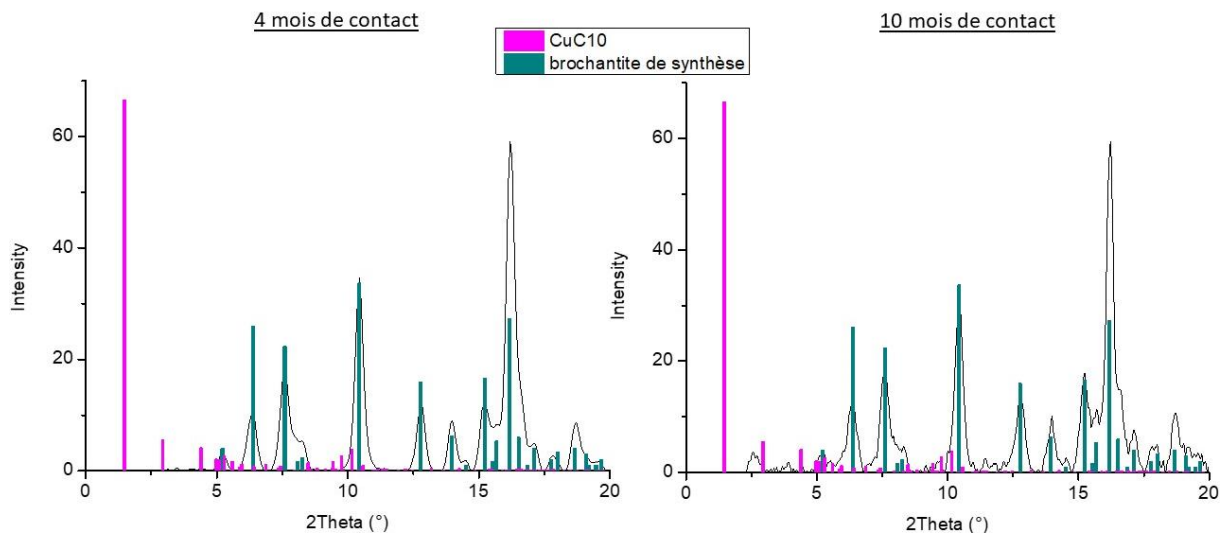 4 mois de contact
10 mois de contact
CuC10
brochantite de synthèse
Intensity
60
40
20
0
0
5
10
15
20
2Theta (°)
Intensity
60
40
20
0
0
5
10
15
20
2Theta (°)